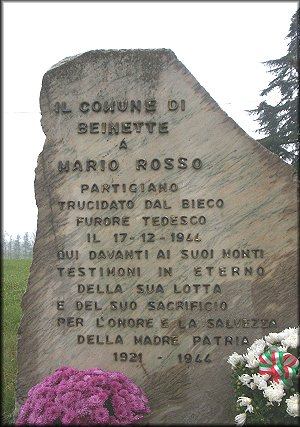 IL COMUNE DI
BEINETTE
A
MARIO ROSSO
PARTIGIANO
TRUCIDATO DAL BIECO
FURORE TEDESCO
IL 17-12-1944
QUI DAVANTI AI SUOI MONTI
TESTIMONI IN ETERNO
DELLA SUA LOTTA
E DEL SUO SACRIFICIO
PER L'ONORE E LA SALVEZZA
DELLA MADRE PATRIA
1921 - 1944